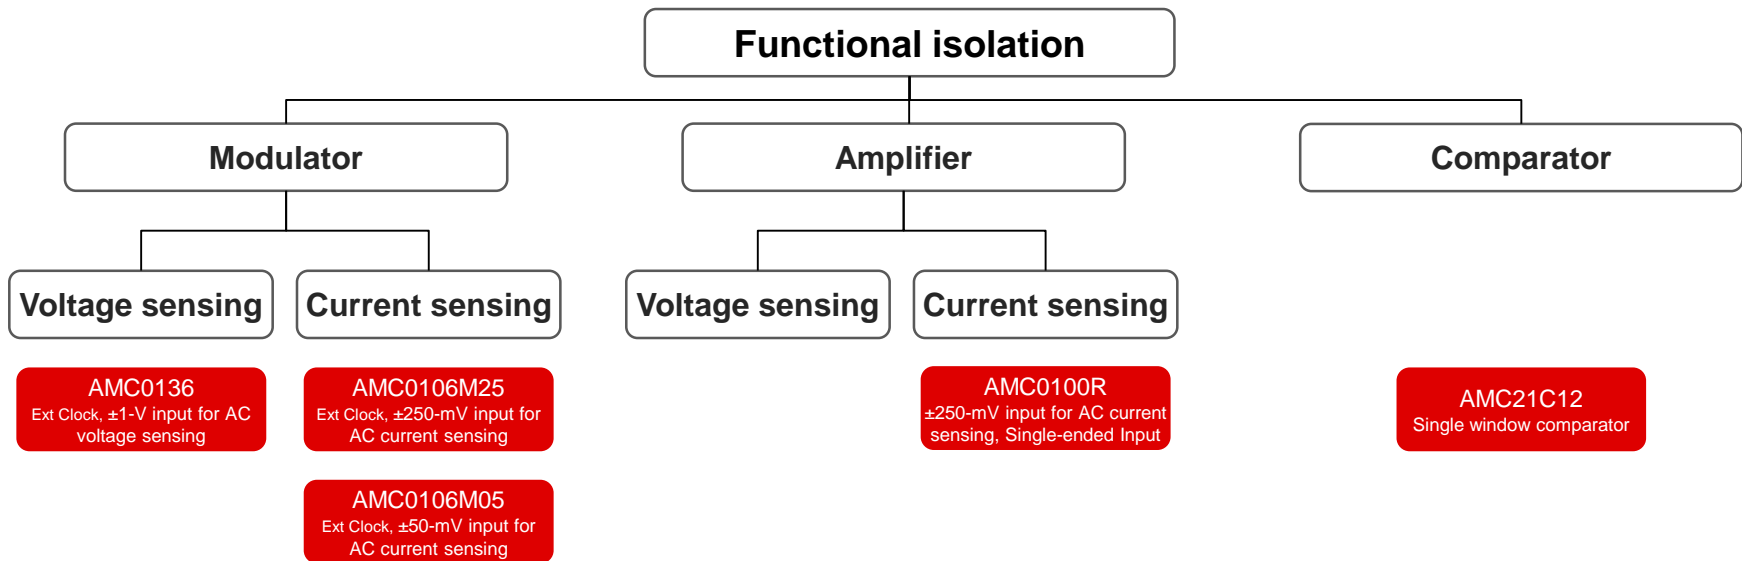 Functional isolation
Modulator
Amplifier
Comparator
Voltage sensing
Current sensing
Voltage sensing
Current sensing
AMC0136
Ext Clock, ±1-V input for AC
voltage sensing
AMC0106M25
Ext Clock, ±250-mV input for
AC current sensing
AMC0100R
±250-mV input for AC current
sensing, Single-ended Input
AMC21C12
Single window comparator
AMC0106M05
Ext Clock, ±50-mV input for
AC current sensing